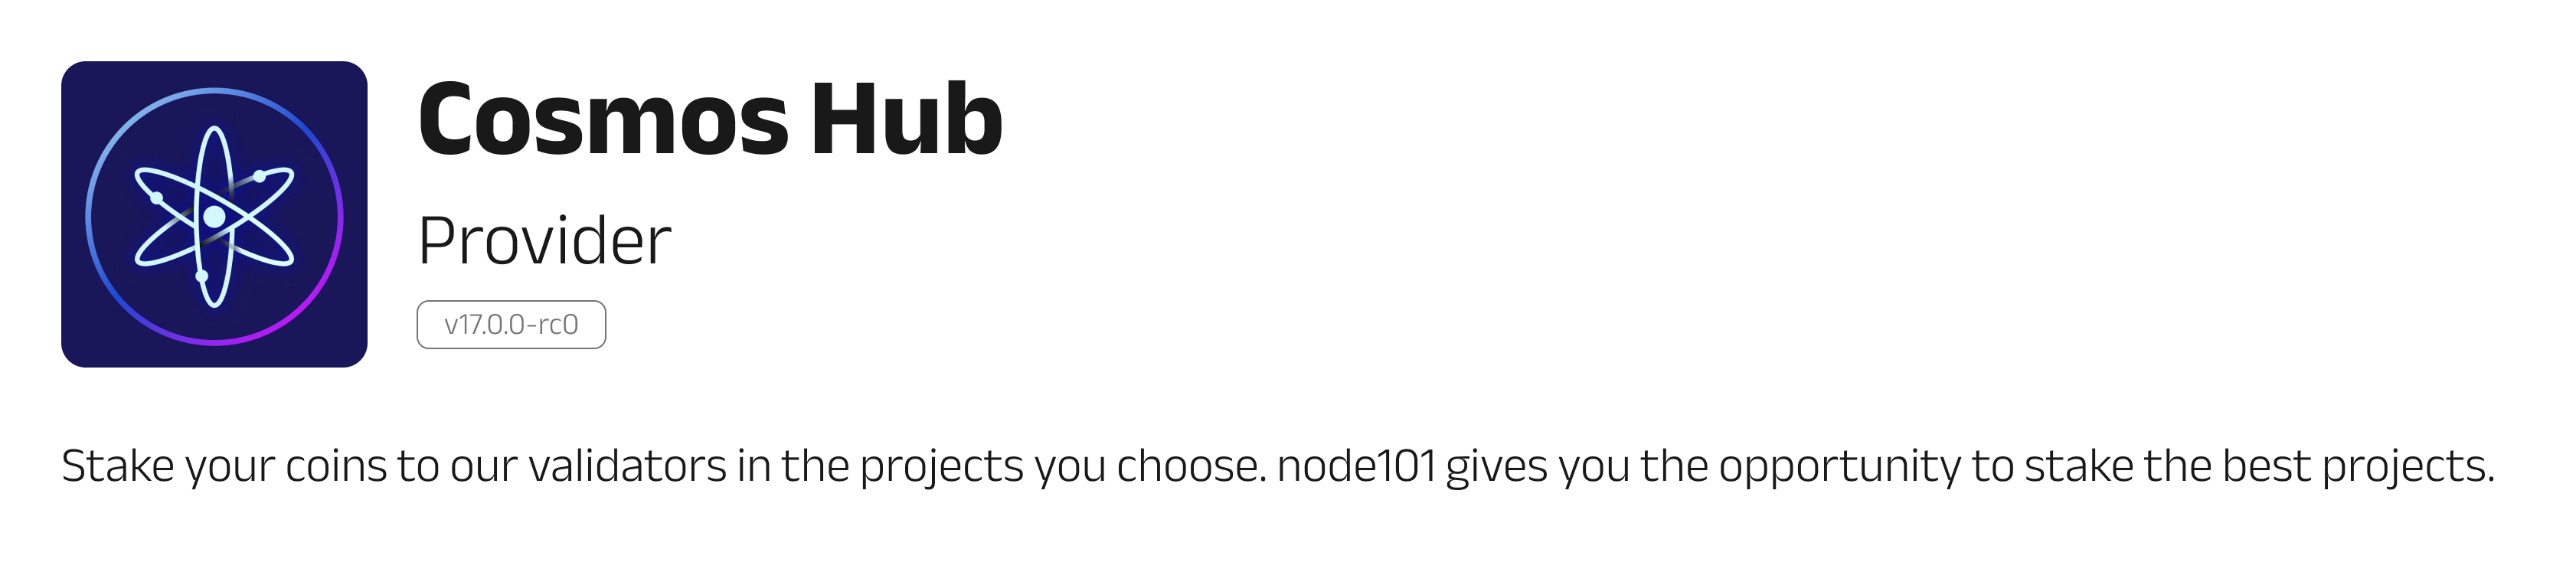 Cosmos Hub
Provider
v17.0.0-rc0
Stake your coins to our validators in the projects you choose. node101 gives you the opportunity to stake the best projects.